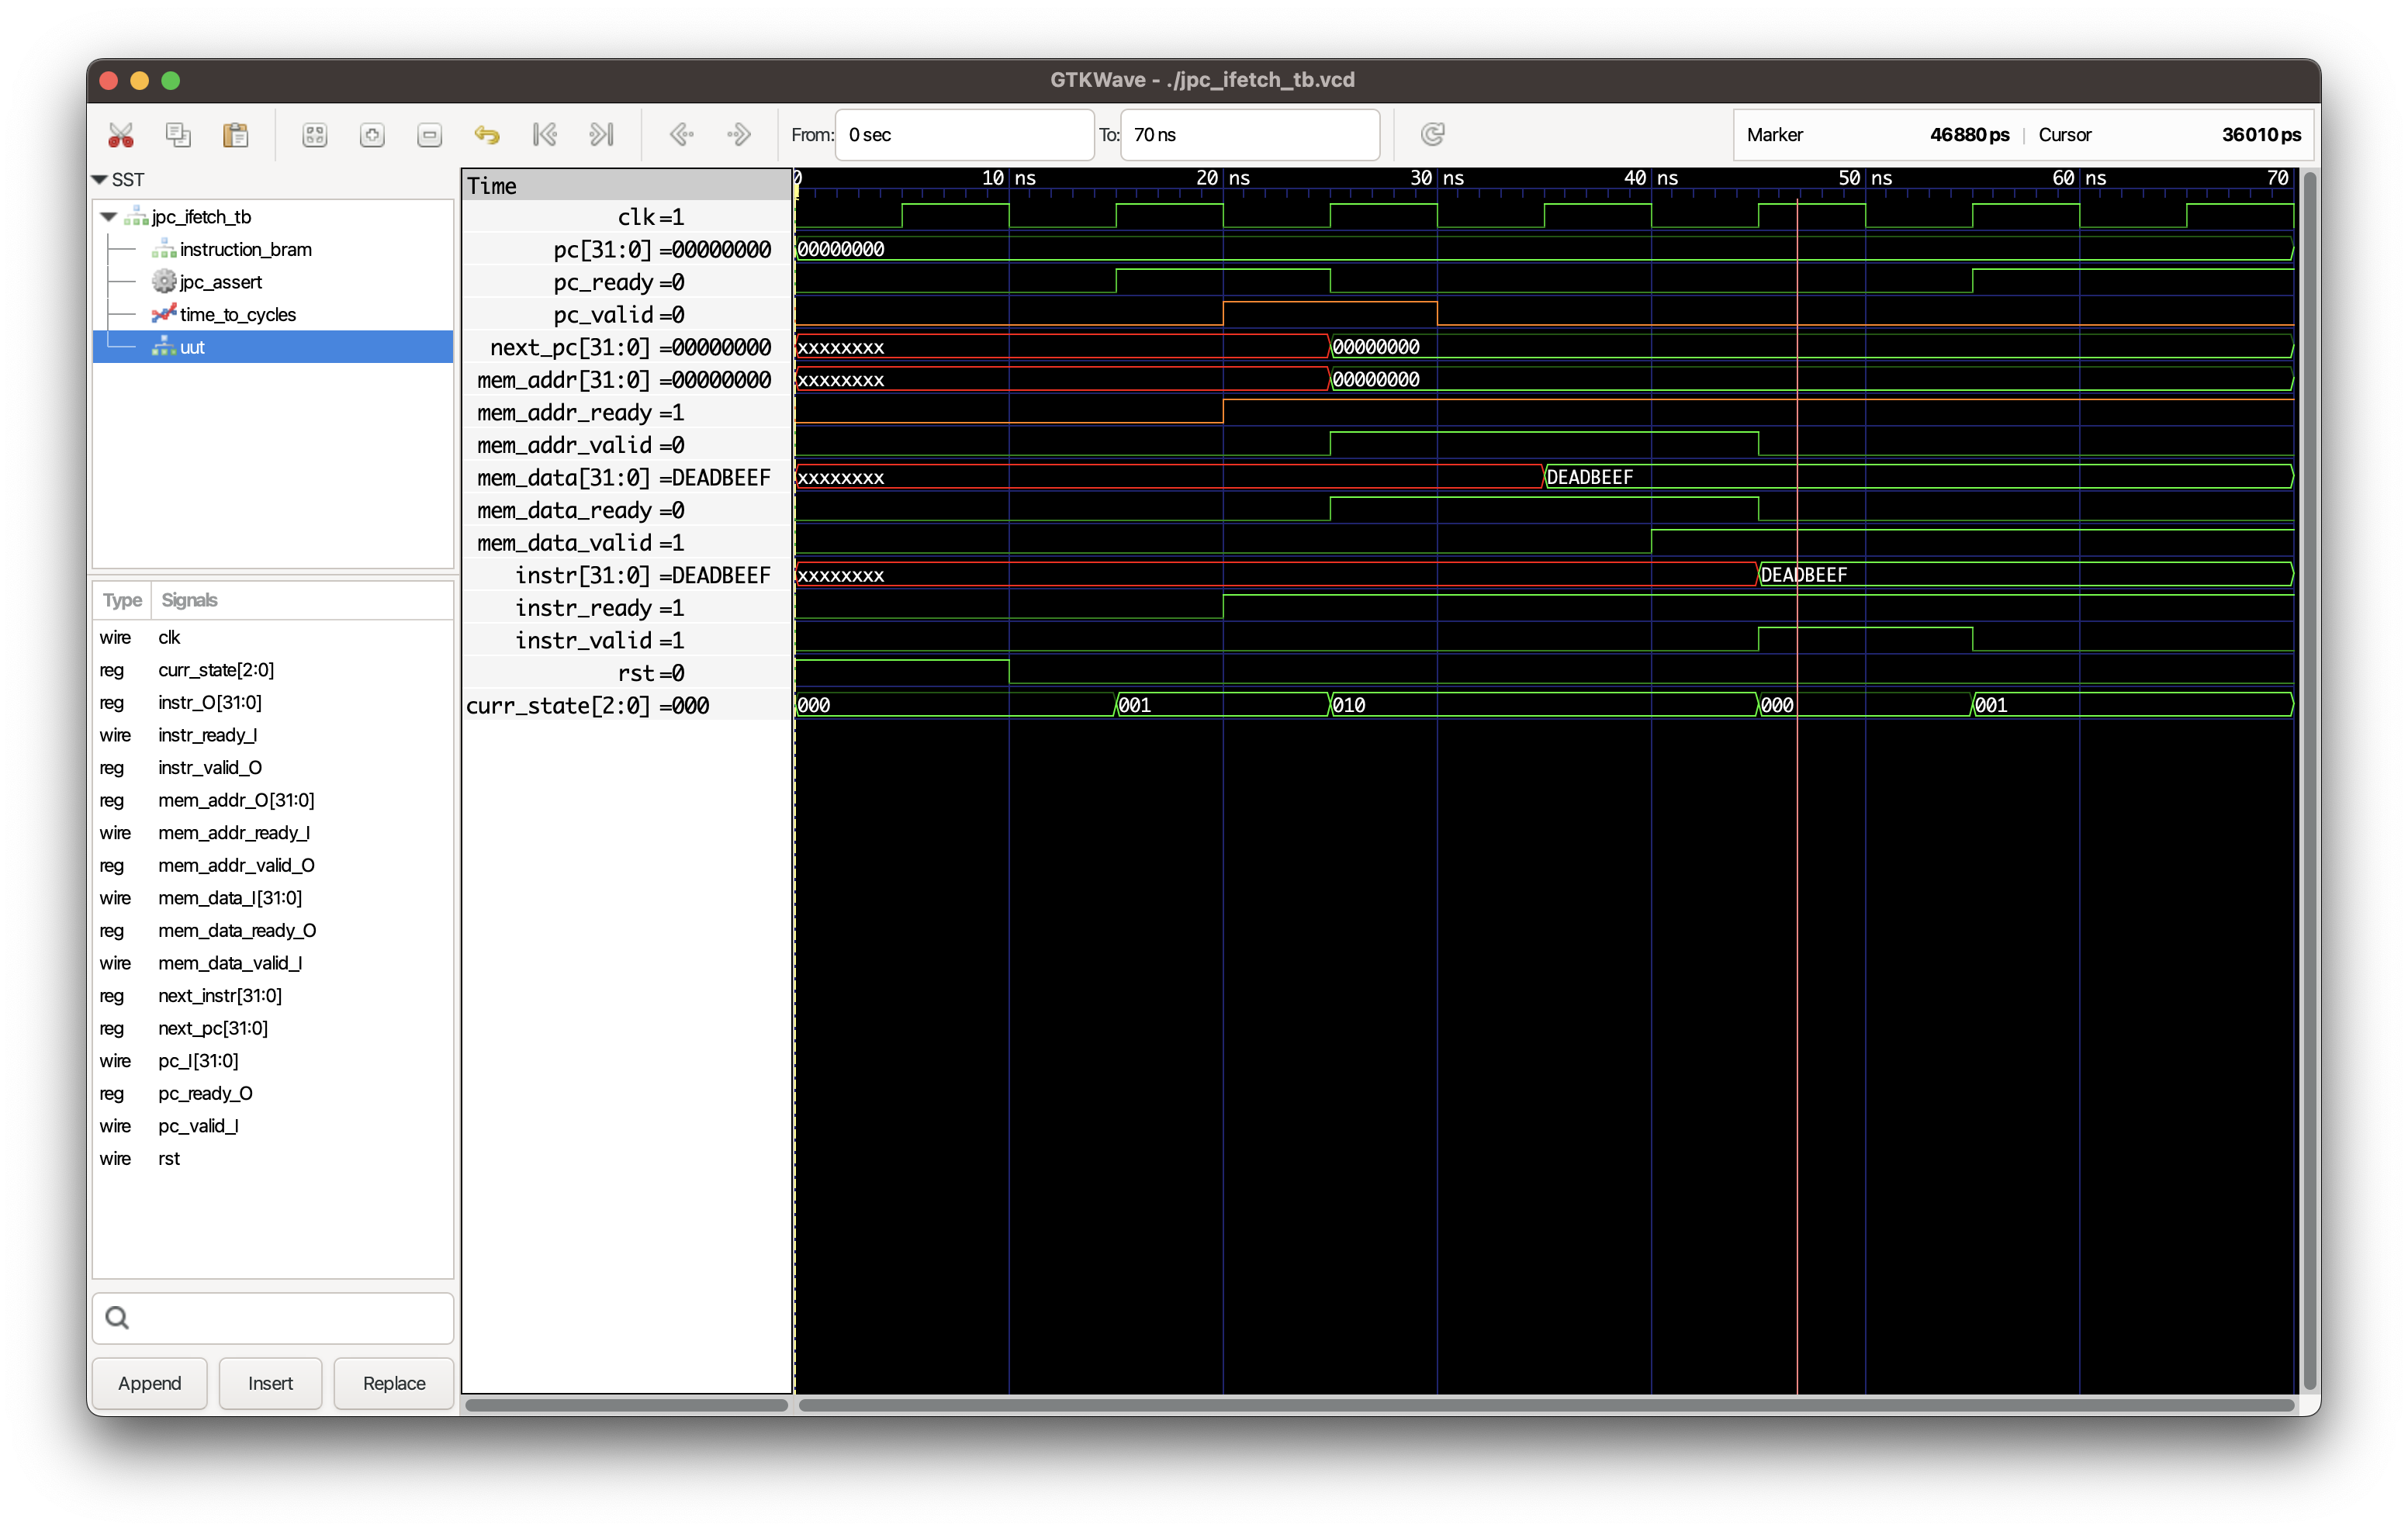 GTKWave - ./jpc_ifetch_tb.vcd
From: 0 sec To: 70 ns Marker 46880 ps | Cursor 36010 ps
SST
jpc_ifetch_tb
instruction_bram
jpc_assert
time_to_cycles
uut
Type Signals
wire clk
reg curr_state[2:0]
reg instr_O[31:0]
wire instr_ready_I
reg instr_valid_O
reg mem_addr_O[31:0]
wire mem_addr_ready_I
reg mem_addr_valid_O
wire mem_data_I[31:0]
reg mem_data_ready_O
wire mem_data_valid_I
reg next_instr[31:0]
reg next_pc[31:0]
wire pc_I[31:0]
reg pc_ready_O
wire pc_valid_I
wire rst
Append Insert Replace
Time
0 10 ns 20 ns 30 ns 40 ns 50 ns 60 ns 70
clk =1
pc[31:0] =00000000 00000000
pc_ready =0
pc_valid =0
next_pc[31:0] =00000000 xxxxxxxx 00000000
mem_addr[31:0] =00000000 xxxxxxxx 00000000
mem_addr_ready =1
mem_addr_valid =0
mem_data[31:0] =DEADBEEF xxxxxxxx DEADBEEF
mem_data_ready =0
mem_data_valid =1
instr[31:0] =DEADBEEF xxxxxxxx DEADBEEF
instr_ready =1
instr_valid =1
rst =0
curr_state[2:0] =000 000 001 010 000 001